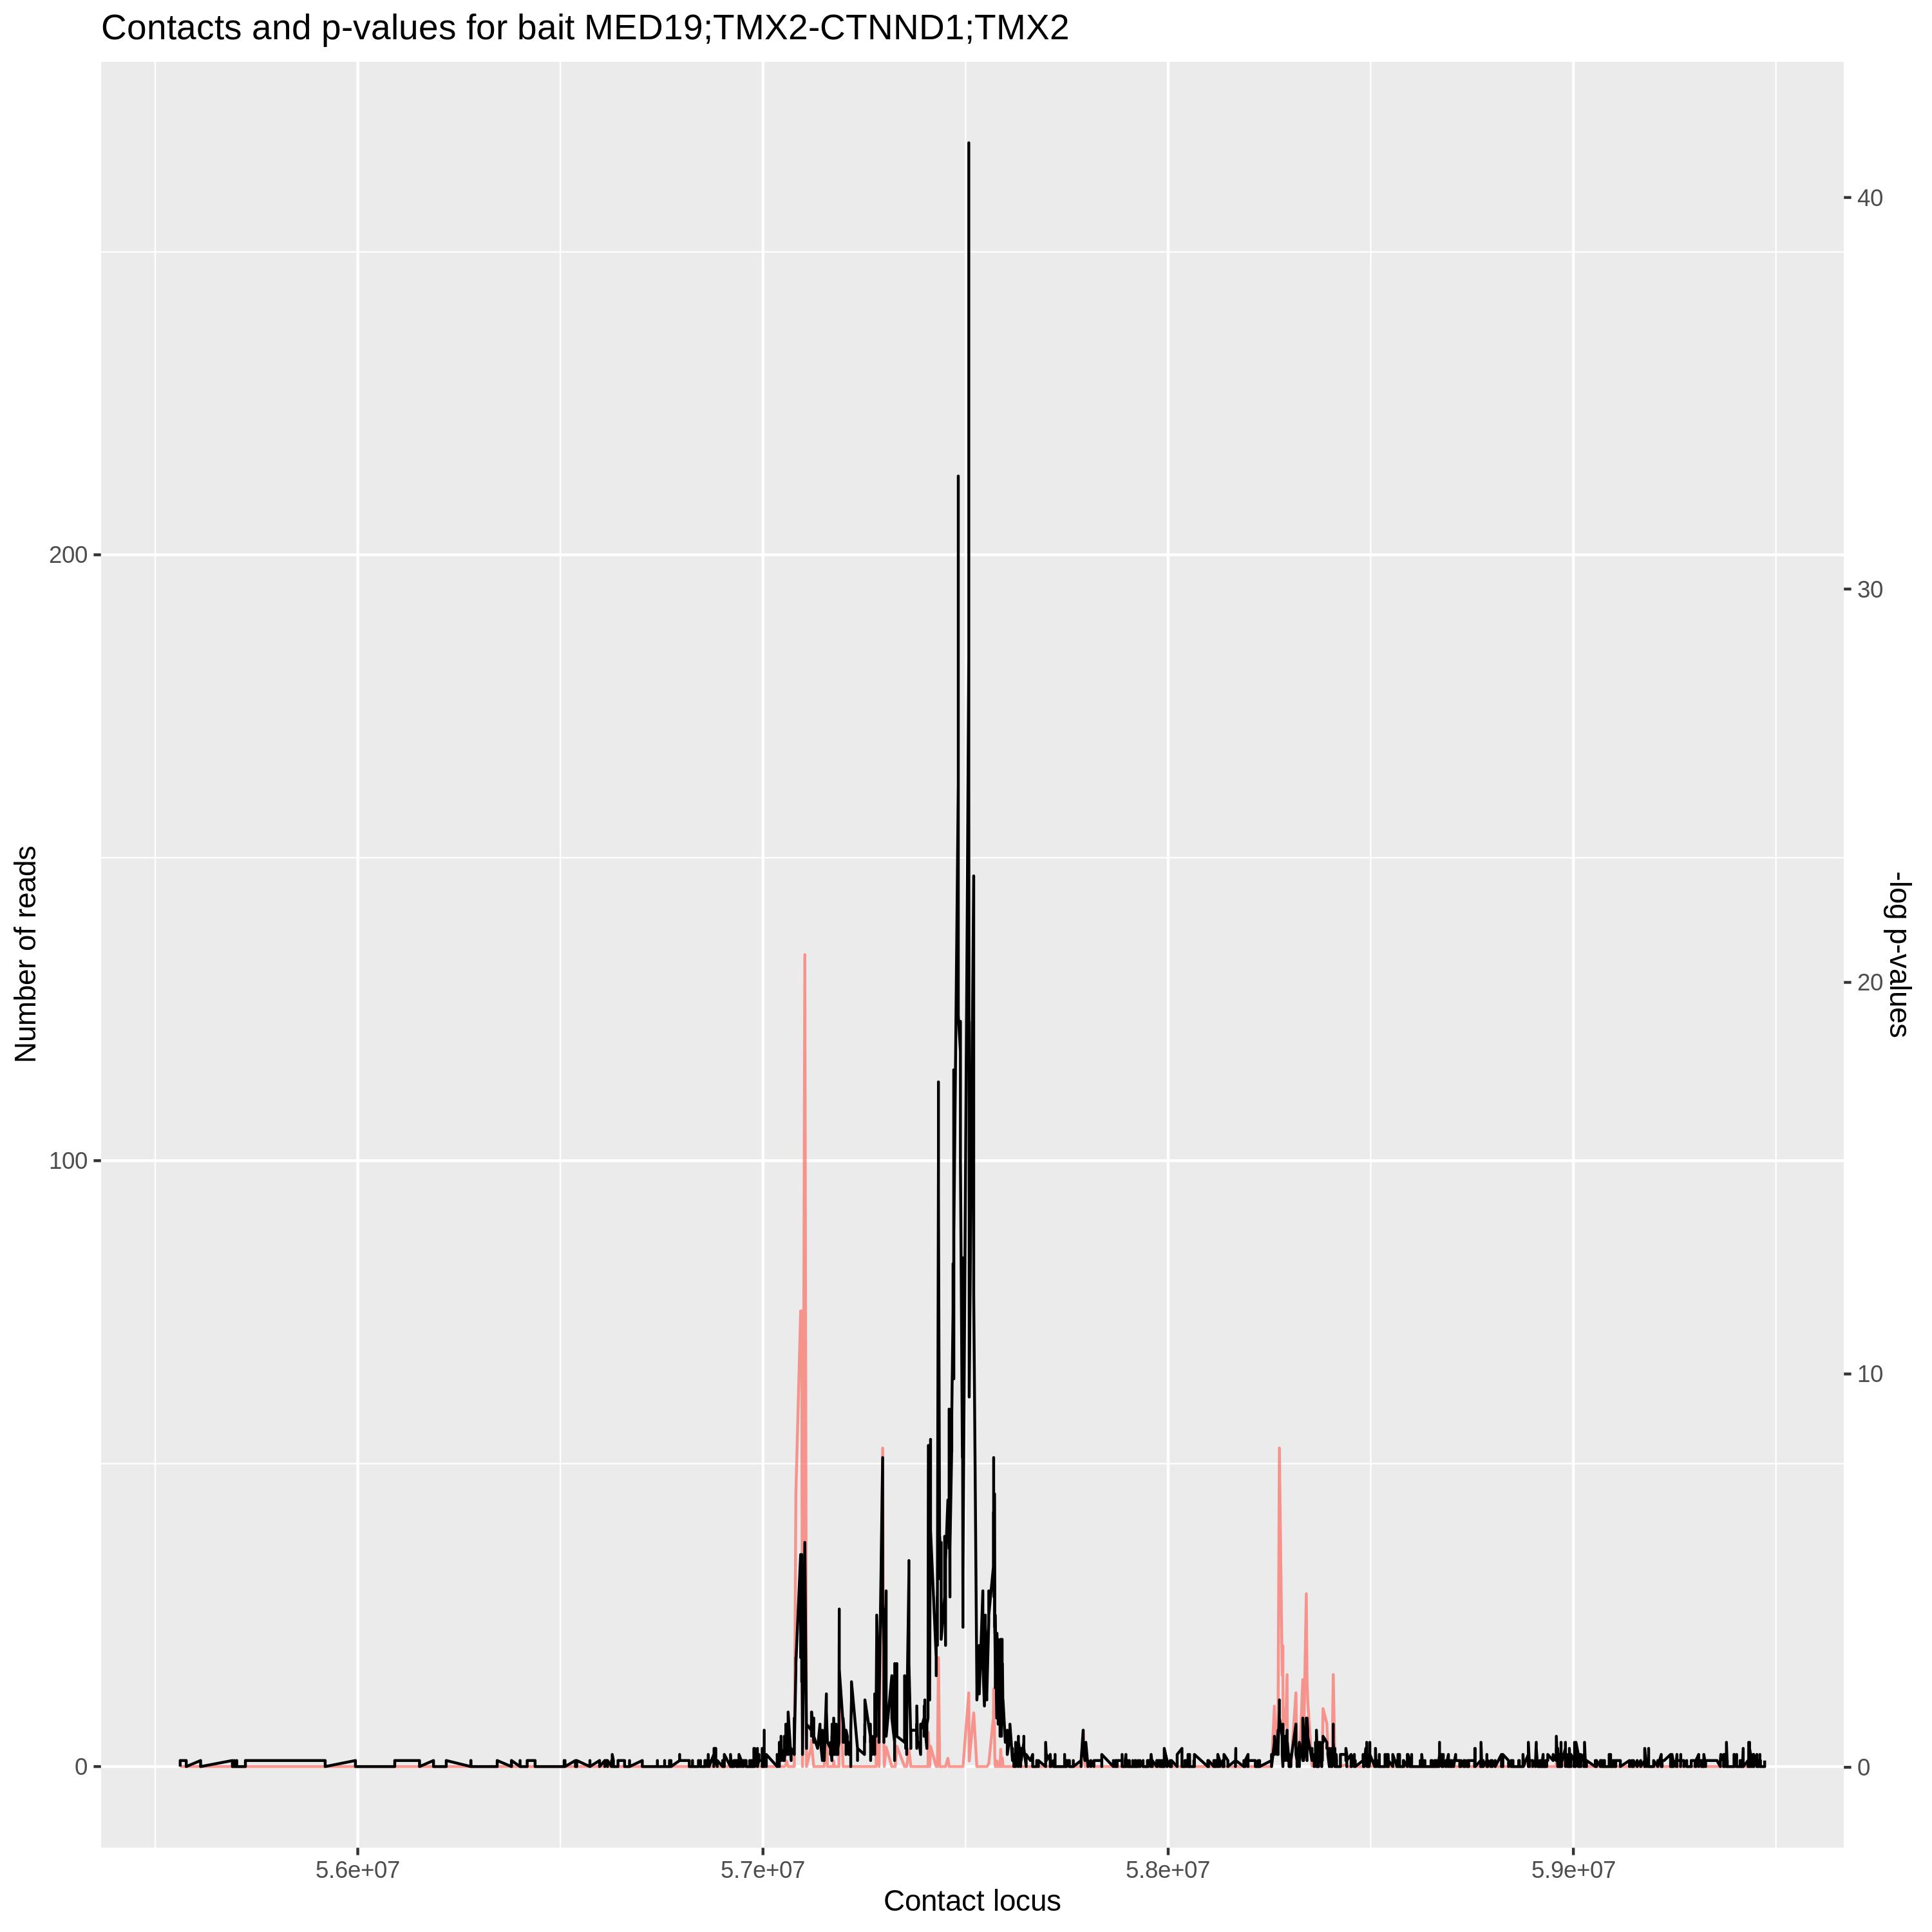 Contacts and p-values for bait MED19;TMX2-CTNND1;TMX2
40
200
30
Number of reads
-log p-values
20
100
10
0
0
5.6e+07
5.7e+07
5.8e+07
5.9e+07
Contact locus